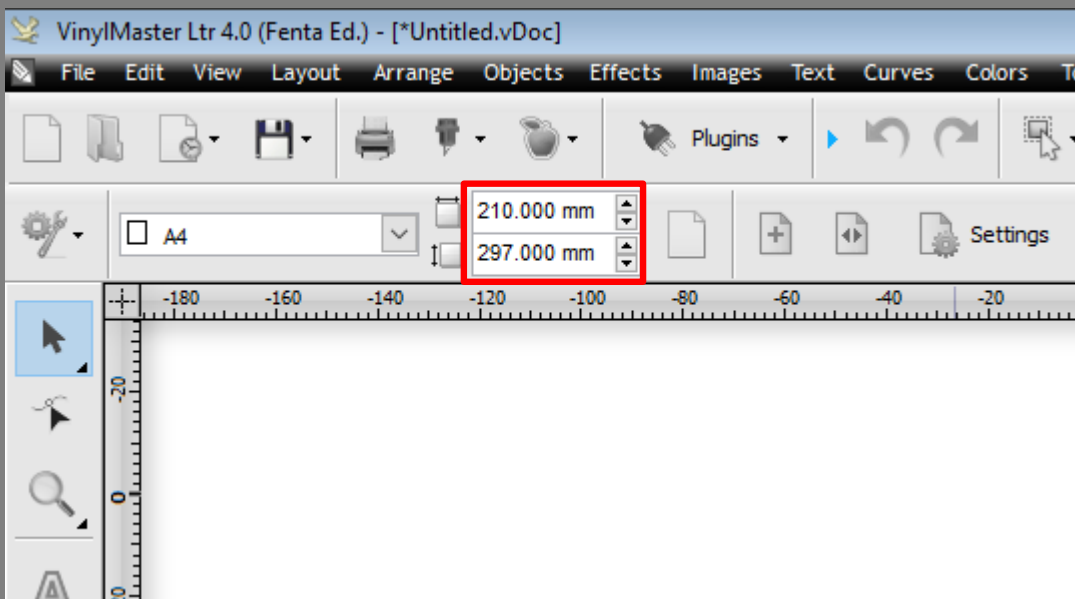 VinylMaster Ltr 4.0 (Fenta Ed.) - [*Untitled.vDoc]
File Edit View Layout Arrange Objects Effects Images Text Curves Colors
Plugins
210.000 mm
A4
297.000 mm
Settings
-180 -160 -140 -120 -100 -80 -60 -40 -20
-20
0